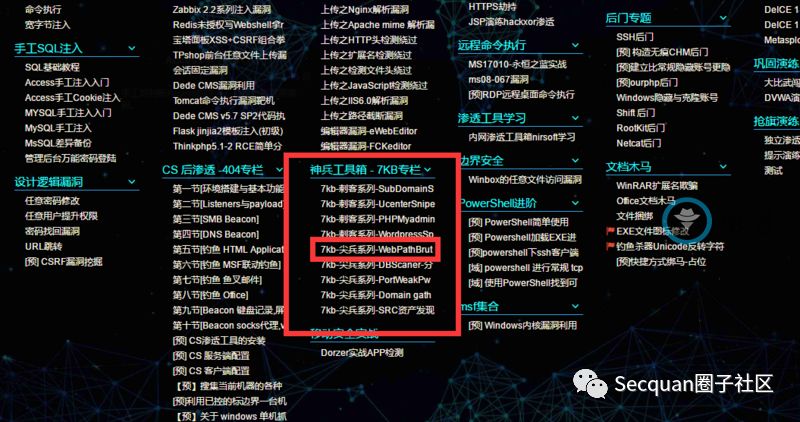 命令执行
宽字节注入
手工SQL注入
SQL基础教程
Access手工注入入门
Access手工Cookie注入
MYSQL手工注入入门
MySQL手工注入
MsSQL差异备份
管理后台万能密码登陆
设计逻辑漏洞
任意密码修改
任意用户提升权限
密码找回漏洞
URL跳转
[预] CSRF漏洞挖掘
Zabbix 2.2系列注入漏洞
Redis未授权写Webshell拿r
宝塔面板XSS+CSRF组合拳
TPshop前台任意文件上传漏
会话固定漏洞
Dede CMS漏洞利用
Tomcat命令执行漏洞靶机
Dede CMS v5.7 SP2代码执
Flask jinja2模板注入(初级)
Thinkphp5.1-2 RCE简单分
CS 后渗透 -404专栏
第一节[环境搭建与基本功能
第二节[Listeners与payload
第三节[SMB Beacon]
第四节[DNS Beacon]
第五节[钓鱼 HTML Applicat
第六节[钓鱼 MSF联动钓鱼]
第七节[钓鱼 鱼叉邮件]
第八节[钓鱼 Office]
第九节[Beacon 键盘记录,屏
第十节[Beacon socks代理,v
[预] CS渗透工具的安装
[预] CS 服务端配置
[预] CS 客户端配置
【预】搜集当前机器的各种
[预]利用已控的标边界一台机
【预】关于 windows 单机抓
上传之Nginx解析漏洞
上传之Apache mime 解析漏
上传之HTTP头检测绕过
上传之扩展名检测绕过
上传之检测文件头绕过
上传之JavaScript检测绕过
上传之IIS6.0解析漏洞
上传之路径截断漏洞
编辑器漏洞-eWebEditor
编辑器漏洞-FCKeditor
神兵工具箱 - 7KB专栏
7kb-刺客系列-SubDomainS
7kb-刺客系列-UcenterSnipe
7kb-刺客系列-PHPMyadmin
7kb-刺客系列-WordpressSp
7kb-尖兵系列-WebPathBrut
7kb-尖兵系列-DBScaner-分
7kb-尖兵系列-PortWeakPw
7kb-尖兵系列-Domain gath
7kb-尖兵系列-SRC资产发现
移动安全实战
Dorzer实战APP检测
HTTPS劫持
JSP演练hackxor渗透
远程命令执行
MS17010-永恒之蓝实战
ms08-067漏洞
[预]RDP远程桌面命令执行
渗透工具学习
内网渗透工具箱nirsoft学习
边界安全
Winbox的任意文件访问漏洞
PowerShell进阶
[预] PowerShell简单使用
[预] Powershell加载EXE进
[预]powershell下ssh客户端
[域] powershell 进行常规 tcp
[域] 使用PowerShell找到可
msf集合
[预] Windows内核漏洞利用
后门专题
SSH后门
[预] 构造无痕CHM后门
[预]建立比常规隐藏账号更隐
[预]ourphp后门
Windows隐藏与克隆账号
Shift 后门
RootKit后门
Netcat后门
文档木马
WinRAR扩展名欺骗
Office文档木马
文件捆绑
EXE文件图标修改
钓鱼杀器Unicode反转字符
[预]快捷方式绑马-占位
DeICE 1
DeICE 2
Metasplo
巩固演练
大比武闯
DVWA演
抢旗演练
独立渗透
提示演练
测试
Secquan圈子社区